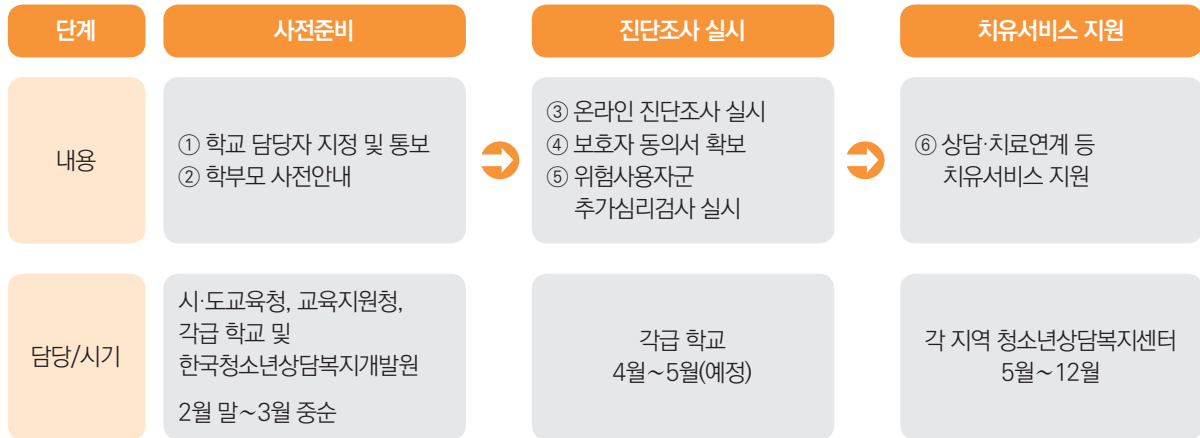 단계
사전준비
진단조사 실시
치유서비스 지원
내용
① 학교 담당자 지정 및 통보
② 학부모 사전안내
③ 온라인 진단조사 실시
④ 보호자 동의서 확보
⑤ 위험사용자군
추가심리검사 실시
⑥ 상담·치료연계 등
치유서비스 지원
담당/시기
시·도교육청, 교육지원청,
각급 학교 및
한국청소년상담복지개발원
2월 말~3월 중순
각급 학교
4월~5월(예정)
각 지역 청소년상담복지센터
5월~12월